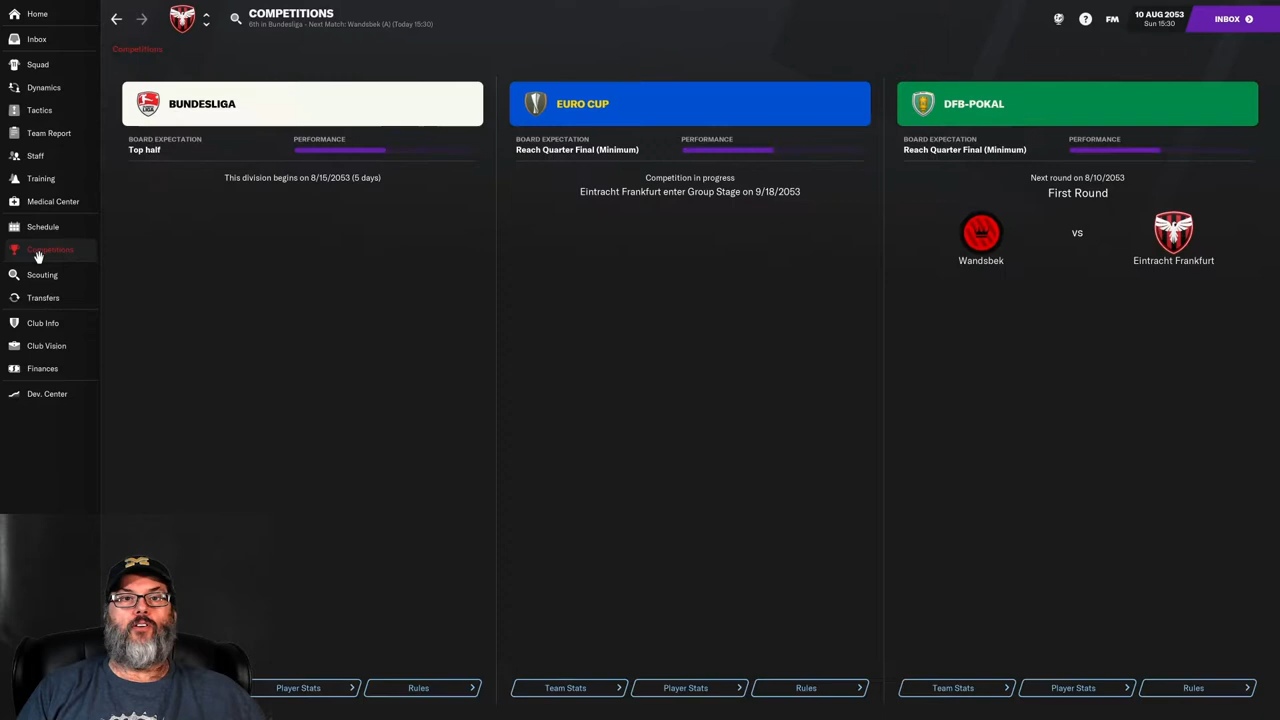 Home
Inbox
Squad
Dynamics
Tactics
Team Report
Staff
Training
Medical Center
Schedule
Competitions
Scouting
Transfers
Club Info
Club Vision
Finances
Dev. Center
COMPETITIONS
6th in Bundesliga - Next Match: Wandsbek (A) (Today 15:30)
FM
10 AUG 2053
Sun 15:30
INBOX
Competitions
BUNDESLIGA
BOARD EXPECTATION
PERFORMANCE
Top half
This division begins on 8/15/2053 (5 days)
Player Stats
Rules
EURO CUP
BOARD EXPECTATION
PERFORMANCE
Reach Quarter Final (Minimum)
Competition in progress
Eintracht Frankfurt enter Group Stage on 9/18/2053
Team Stats
Player Stats
Rules
DFB-POKAL
BOARD EXPECTATION
PERFORMANCE
Reach Quarter Final (Minimum)
Next round on 8/10/2053
First Round
vs
Wandsbek
Eintracht Frankfurt
Team Stats
Player Stats
Rules